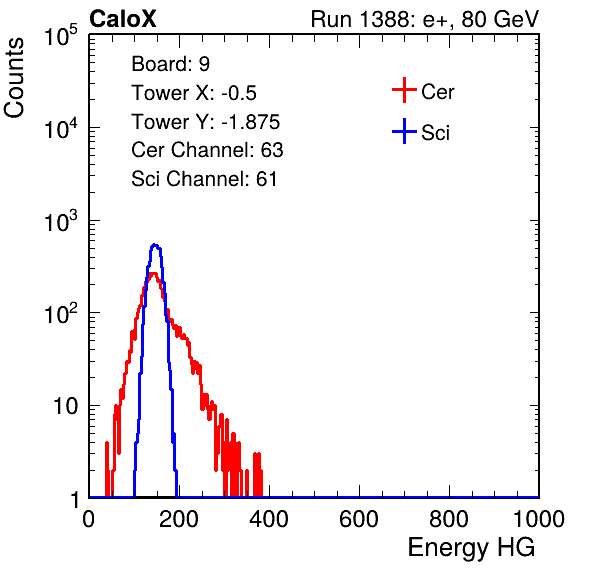 CaloX Run 1388: e+, 80 GeV
Counts
Board: 9
Tower X: -0.5
Tower Y: -1.875
Cer Channel: 63
Sci Channel: 61
Cer
Sci
10^5
10^4
10^3
10^2
10
1
0 200 400 600 800 1000
Energy HG